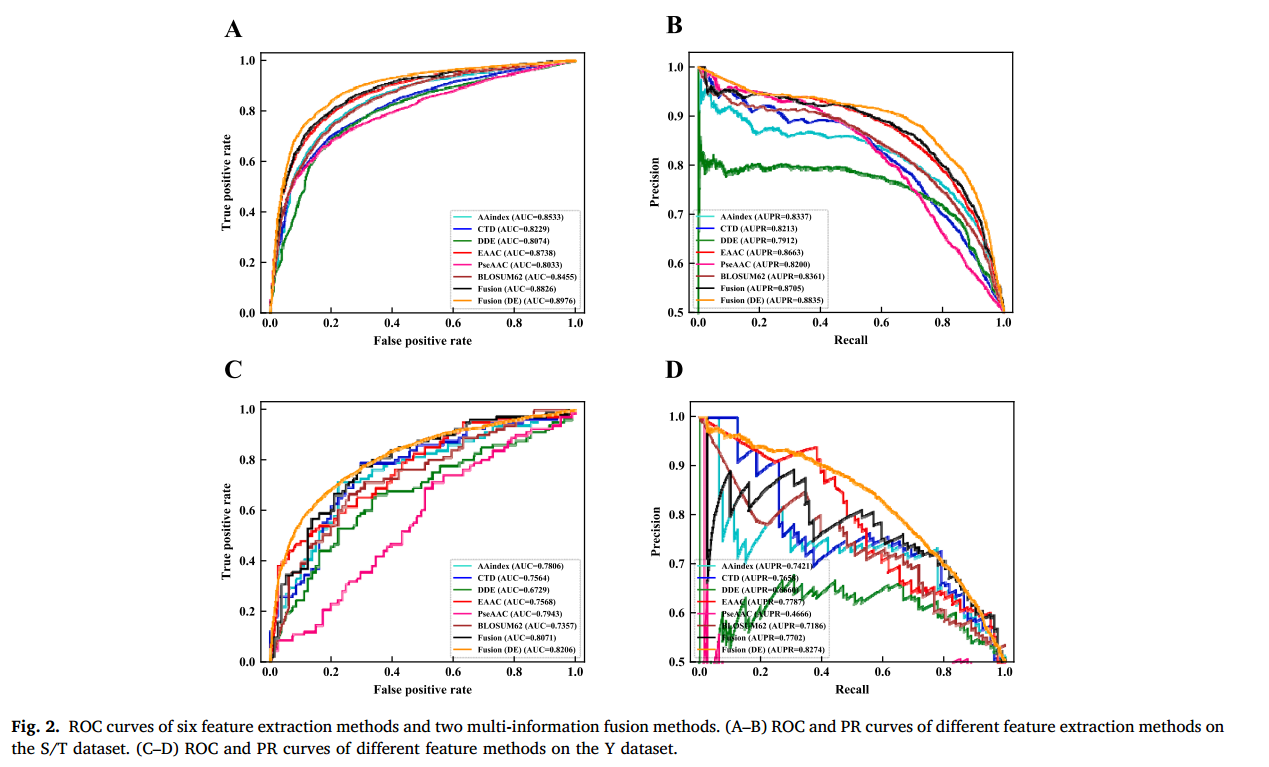 A
1.0
0.8
0.6
0.4
0.2
0.0
True positive rate
0.0 0.2 0.4 0.6 0.8 1.0
False positive rate
AAindex (AUC=0.8533)
CTD (AUC=0.8229)
DDE (AUC=0.8074)
EAAC (AUC=0.8738)
PseAAC (AUC=0.8033)
BLOSUM62 (AUC=0.8455)
Fusion (AUC=0.8826)
Fusion (DE) (AUC=0.8976)
B
1.0
0.9
0.8
0.7
0.6
0.5
Precision
0.0 0.2 0.4 0.6 0.8 1.0
Recall
AAindex (AUPR=0.8337)
CTD (AUPR=0.8213)
DDE (AUPR=0.7912)
EAAC (AUPR=0.8663)
PseAAC (AUPR=0.8200)
BLOSUM62 (AUPR=0.8361)
Fusion (AUPR=0.8705)
Fusion (DE) (AUPR=0.8835)
C
1.0
0.8
0.6
0.4
0.2
0.0
True positive rate
0.0 0.2 0.4 0.6 0.8 1.0
False positive rate
AAindex (AUC=0.7806)
CTD (AUC=0.7564)
DDE (AUC=0.6729)
EAAC (AUC=0.7568)
PseAAC (AUC=0.7943)
BLOSUM62 (AUC=0.7357)
Fusion (AUC=0.8071)
Fusion (DE) (AUC=0.8206)
D
1.0
0.9
0.8
0.7
0.6
0.5
Precision
0.0 0.2 0.4 0.6 0.8 1.0
Recall
AAindex (AUPR=0.7421)
CTD
DDE
EAAC (AUPR=0.7787)
PseAAC (AUPR=0.4666)
BLOSUM62 (AUPR=0.7186)
Fusion (AUPR=0.7702)
Fusion (DE) (AUPR=0.8274)
Fig. 2. ROC curves of six feature extraction methods and two multi-information fusion methods. (A–B) ROC and PR curves of different feature extraction methods on
the S/T dataset. (C–D) ROC and PR curves of different feature methods on the Y dataset.